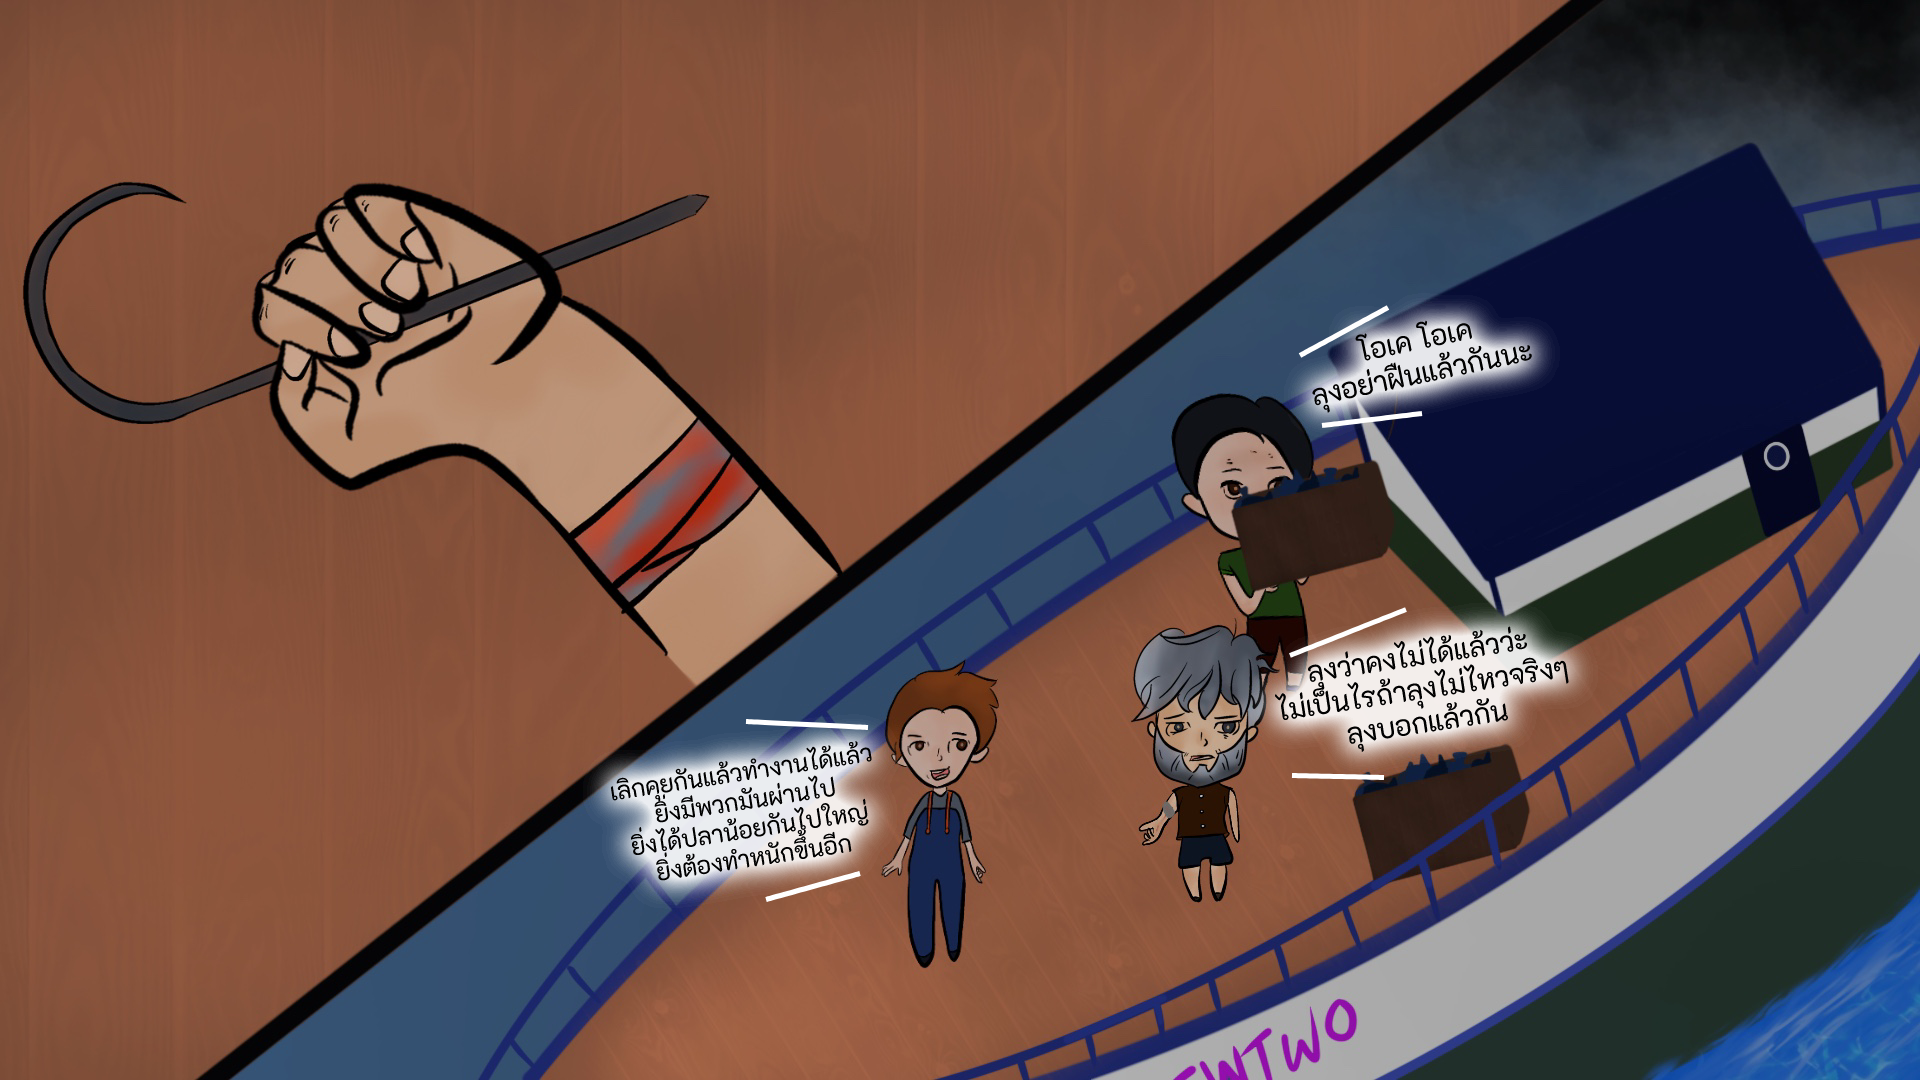 โอเค โอเค
ลุงอย่าฝืนแล้วกันนะ
ลุงว่าคงไม่ได้แล้วว่ะ
ไม่เป็นไรถ้าลุงไม่ไหวจริงๆ
ลุงบอกแล้วกัน
เลิกคุยกันแล้วทำงานได้แล้ว
ยิ่งมีพวกมันผ่านไป
ยิ่งได้ปลาน้อยกันไปใหญ่
ยิ่งต้องทำหนักขึ้นอีก
EWTWO